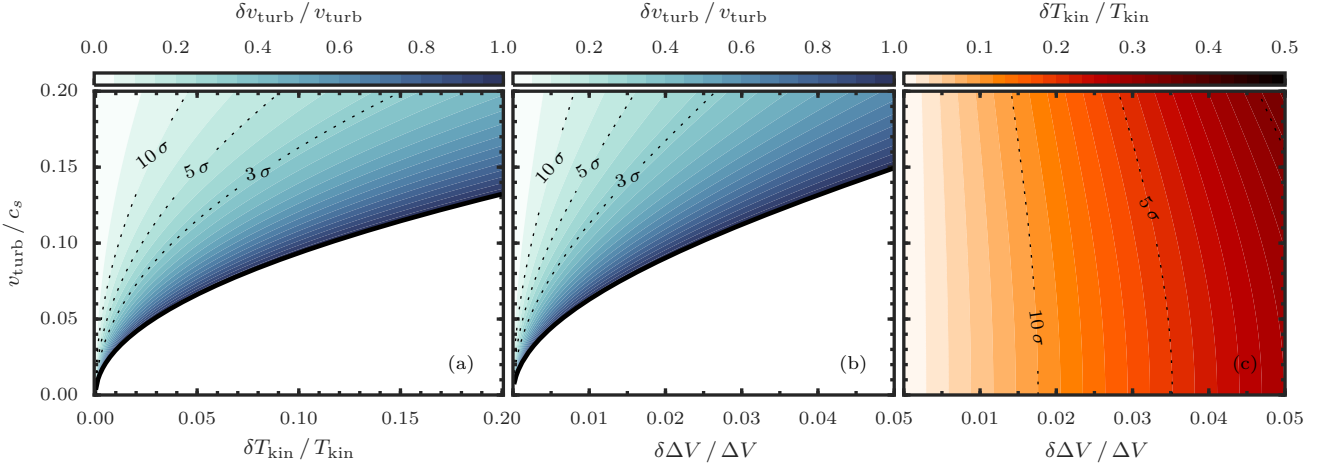 δv_turb / v_turb    δv_turb / v_turb    δT_kin / T_kin
0.0 0.2 0.4 0.6 0.8 1.0 0.2 0.4 0.6 0.8 1.0 0.1 0.2 0.3 0.4 0.5
v_turb / c_s
0.20
0.15
0.10
0.05
0.00
10 σ
5 σ
3 σ
(a)
10 σ
5 σ
3 σ
(b)
10 σ
5 σ
(c)
0.00 0.05 0.10 0.15 0.20 0.01 0.02 0.03 0.04 0.05 0.01 0.02 0.03 0.04 0.05
δT_kin / T_kin    δΔV / ΔV    δΔV / ΔV